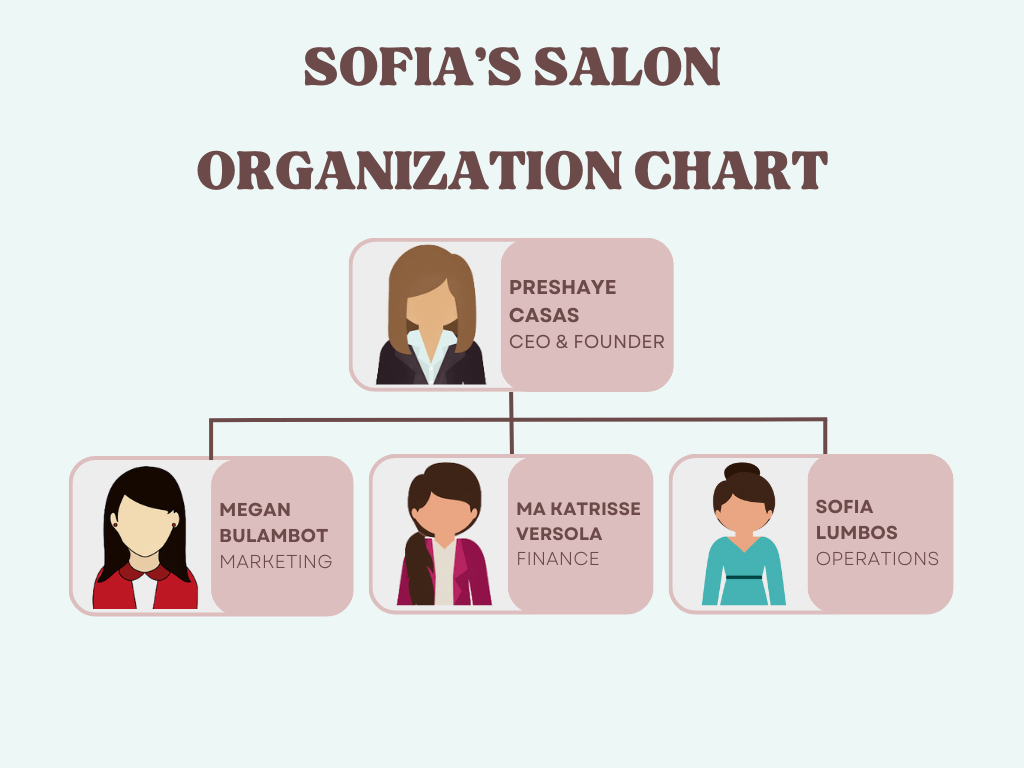 SOFIA’S SALON
ORGANIZATION CHART
PRESHAYE
CASAS
CEO & FOUNDER
MEGAN
BULAMBOT
MARKETING
MA KATRISSE
VERSOLA
FINANCE
SOFIA
LUMBOS
OPERATIONS